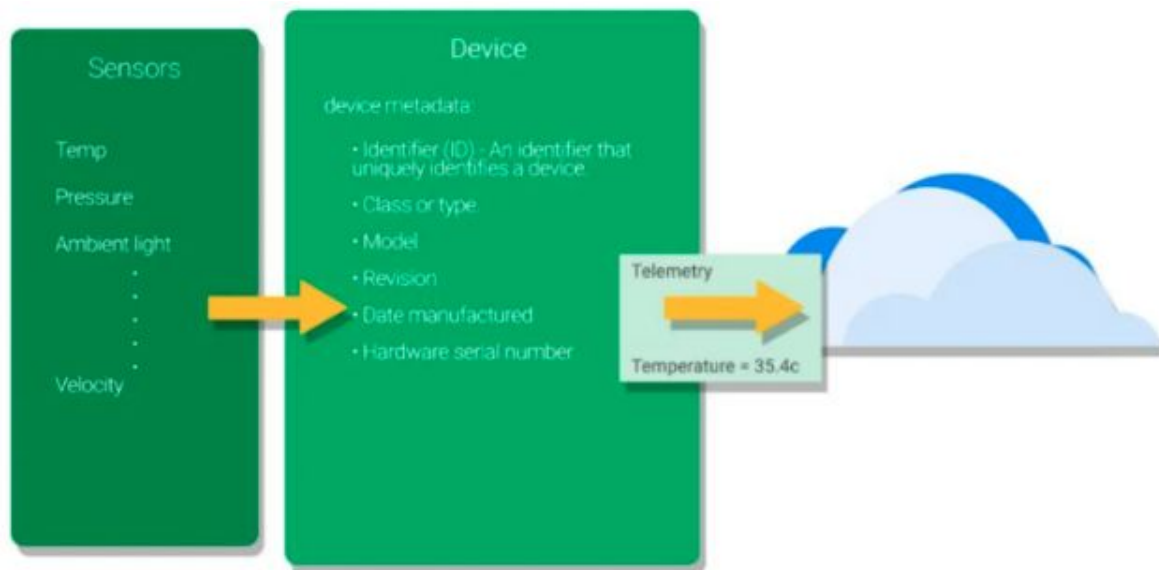 Sensors
Temp
Pressure
Ambient light
Velocity
Device
device metadata:
• Identifier (ID) - An identifier that
uniquely identifies a device.
• Class or type.
• Model
• Revision
• Date manufactured
• Hardware serial number
Telemetry
Temperature = 35.4c